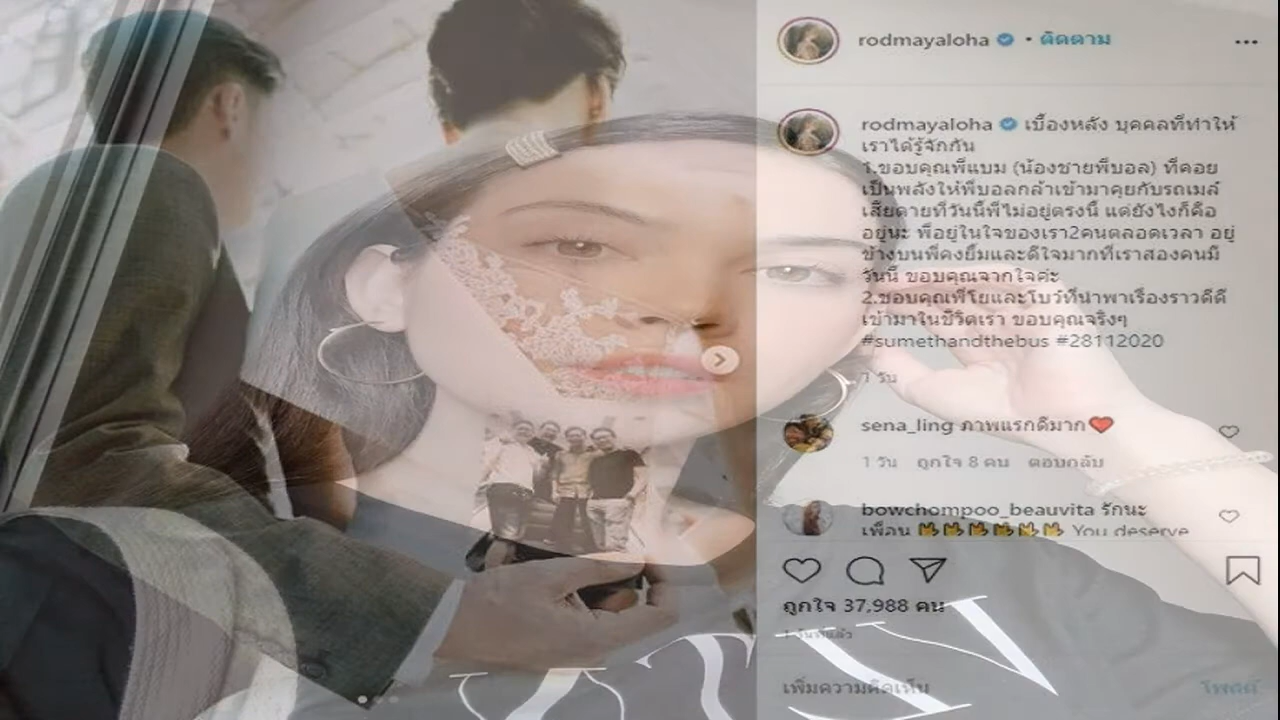 rodmayaloha • ติดตาม
rodmayaloha เบื้องหลัง บุคคลที่ทำให้
เราได้รู้จักกัน
1.ขอบคุณพี่แบม (น้องชายพี่บอล) ที่คอย
เป็นพลังให้พี่บอลกล้าเข้ามาคุยกับรถเมล์
เสียดายที่วันนี้พี่ไม่อยู่ตรงนี้ แต่ยังไงก็คือ
อยู่นะ พี่อยู่ในใจของเรา2คนตลอดเวลา อยู่
ข้างบนพี่คงยิ้มและดีใจมากที่เราสองคนมี
วันนี้ ขอบคุณจากใจค่ะ
2.ขอบคุณพี่โยและโบว์ที่นำพาเรื่องราวดีดี
เข้ามาในชีวิตเรา ขอบคุณจริงๆ
#sumethandthebus #28112020
1 วัน
sena_ling ภาพแรกดีมาก❤️
1 วัน ถูกใจ 8 คน ตอบกลับ
bowchompoo_beauvita รักนะ
เพื่อน 🤟🤟🤟🤟🤟🤟 You deserve
ถูกใจ 37,988 คน
1 วันที่แล้ว
เพิ่มความคิดเห็น
โพสต์